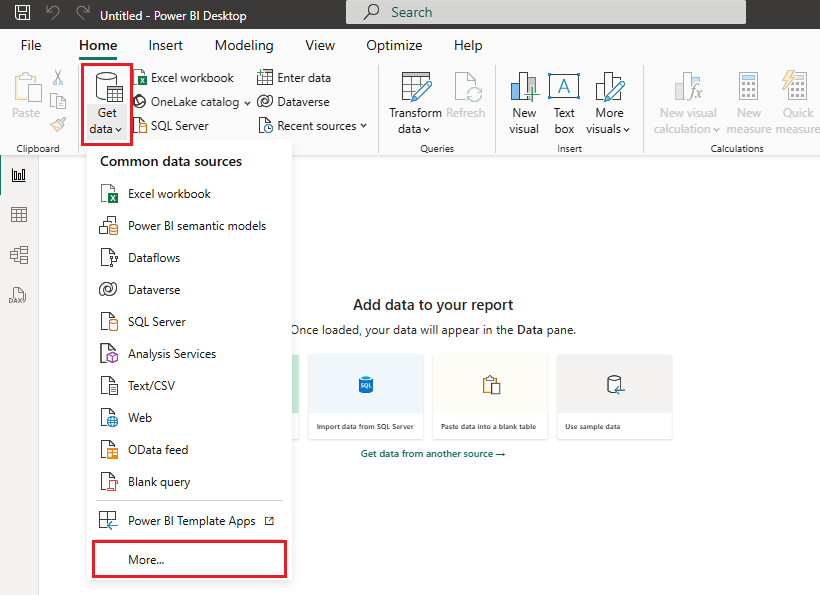 Untitled - Power BI Desktop
Search
File Home Insert Modeling View Optimize Help
Paste
Get data
Excel workbook
OneLake catalog
SQL Server
Enter data
Dataverse
Recent sources
Transform data
Refresh
New visual
Text box
More visuals
New visual calculation
New measure
Quick measure
Clipboard
Queries
Insert
Calculations
DAX
Common data sources
Excel workbook
Power BI semantic models
Dataflows
Dataverse
SQL Server
Analysis Services
Text/CSV
Web
OData feed
Blank query
Power BI Template Apps
More...
Add data to your report
Once loaded, your data will appear in the Data pane.
SQL
Import data from SQL Server
Paste data into a blank table
Use sample data
Get data from another source →